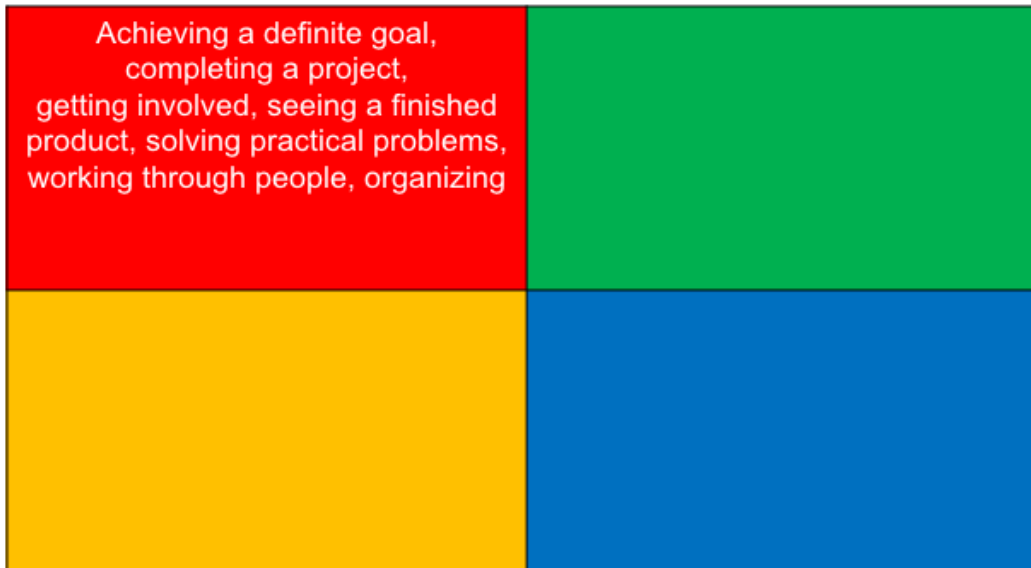 Achieving a definite goal,
completing a project,
getting involved, seeing a finished
product, solving practical problems,
working through people, organizing